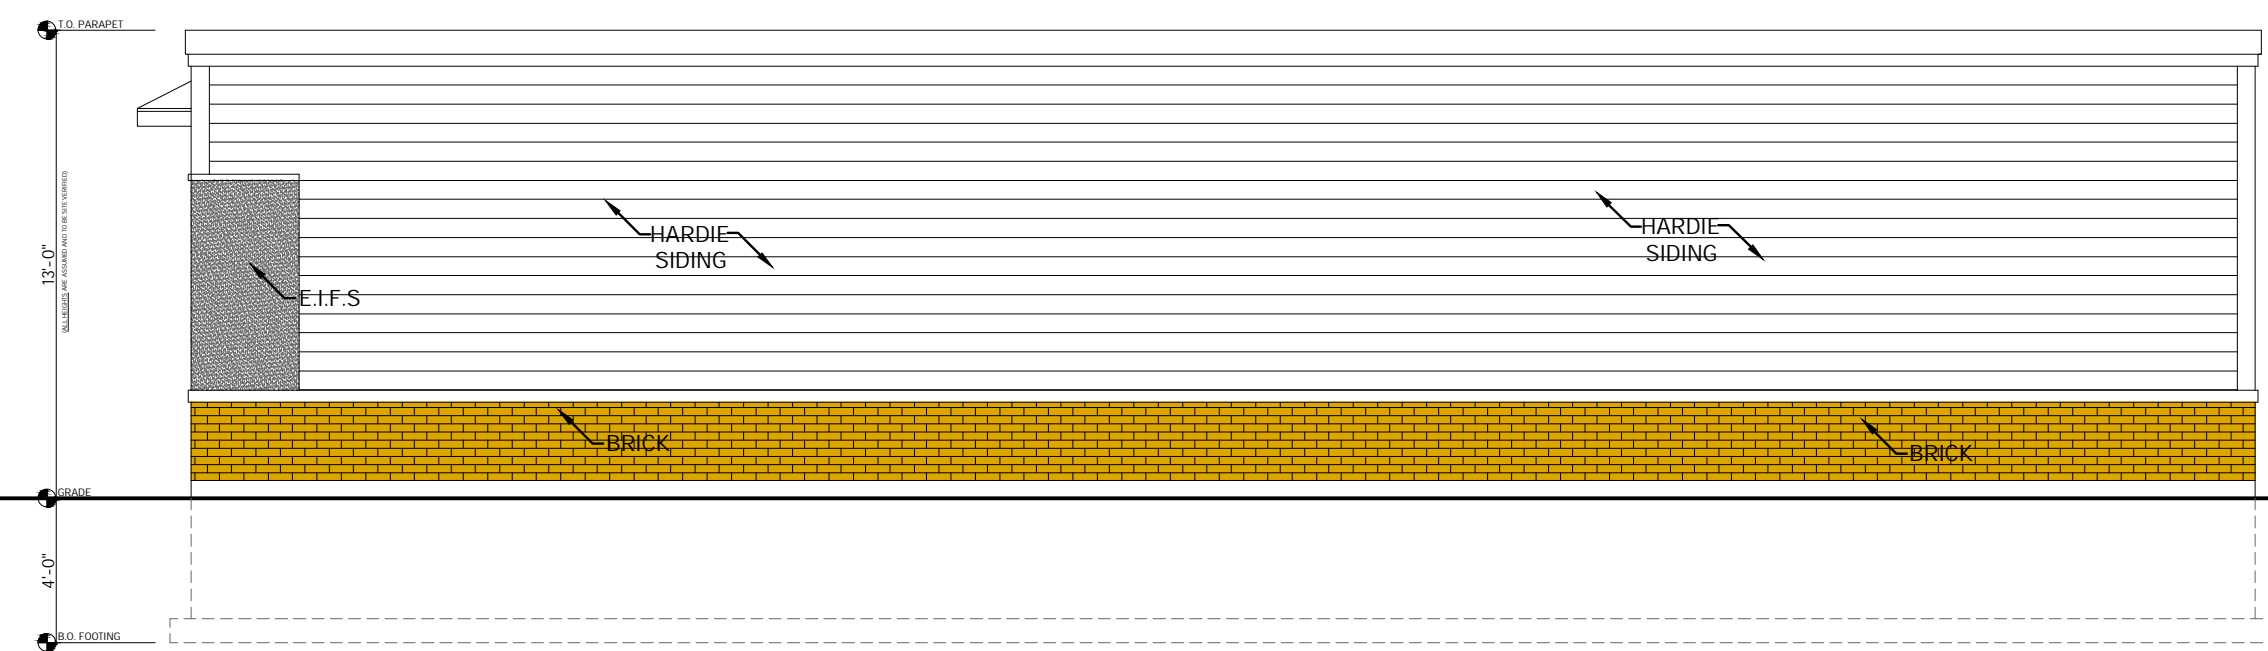 T.O. PARAPET
13'-0"
(ALL HEIGHTS ARE ASSUMED AND TO BE SITE VERIFIED)
HARDIE
SIDING
HARDIE
SIDING
E.I.F.S
BRICK
BRICK
GRADE
4'-0"
B.O. FOOTING